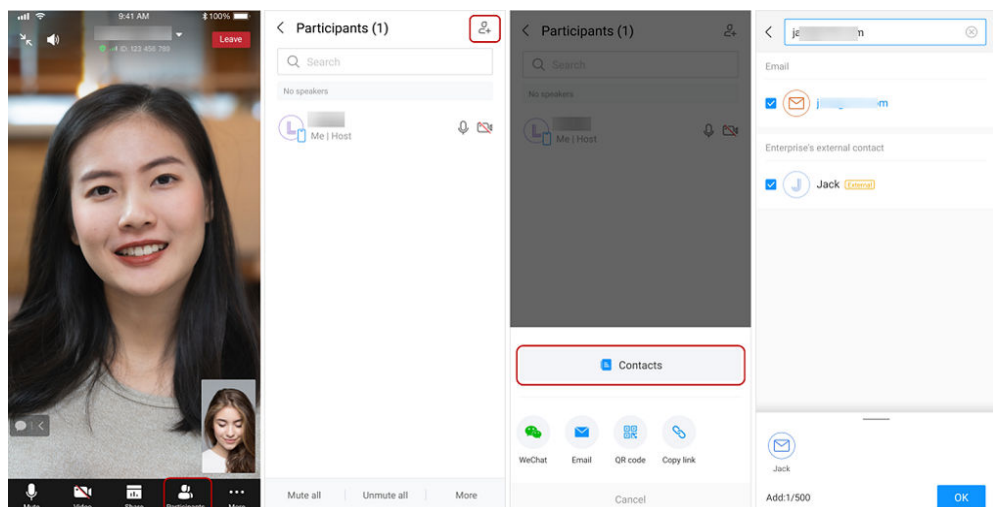 9:41 AM
100%
ID: 123 456 789
Leave
Mute
Video
Share
Participants
More
Participants (1)
Search
No speakers
L
Me | Host
Mute all
Unmute all
More
Participants (1)
Search
No speakers
L
Me | Host
Contacts
WeChat
Email
QR code
Copy link
Cancel
Email
Enterprise's external contact
J
Jack
External
Jack
Add:1/500
OK